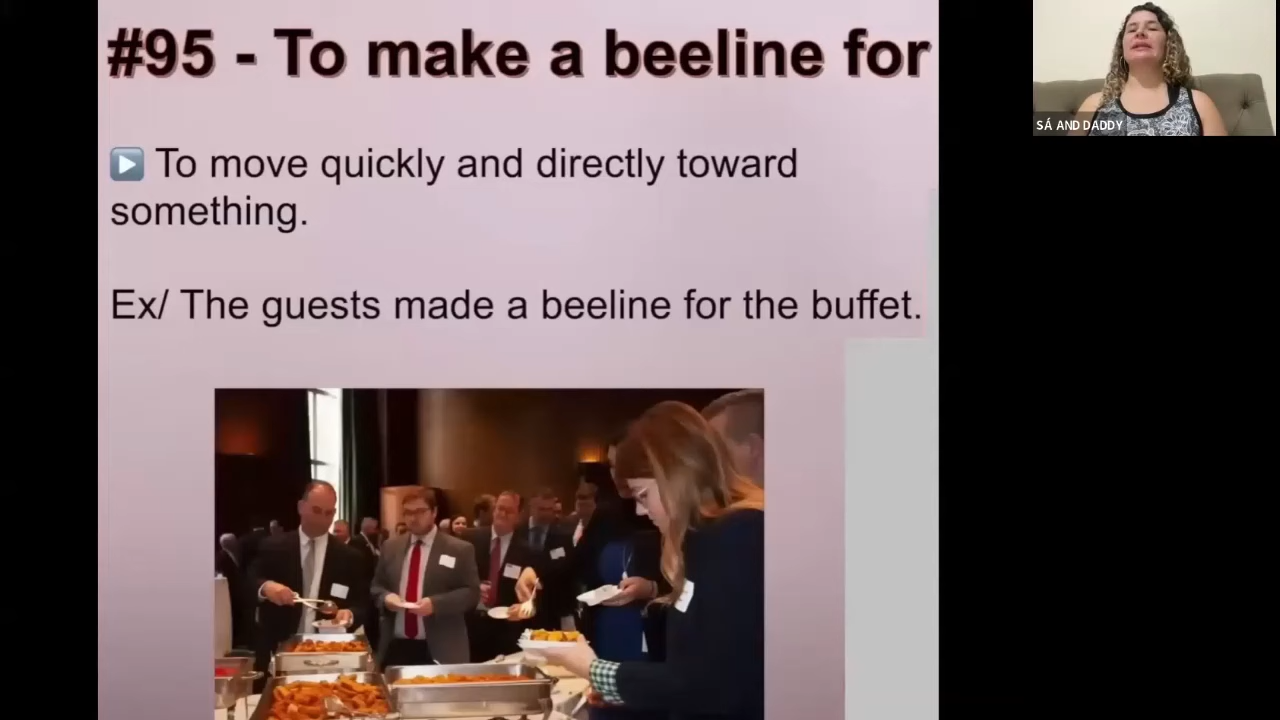 #95 - To make a beeline for
To move quickly and directly toward
something.
Ex/ The guests made a beeline for the buffet.
SÁ AND DADDY